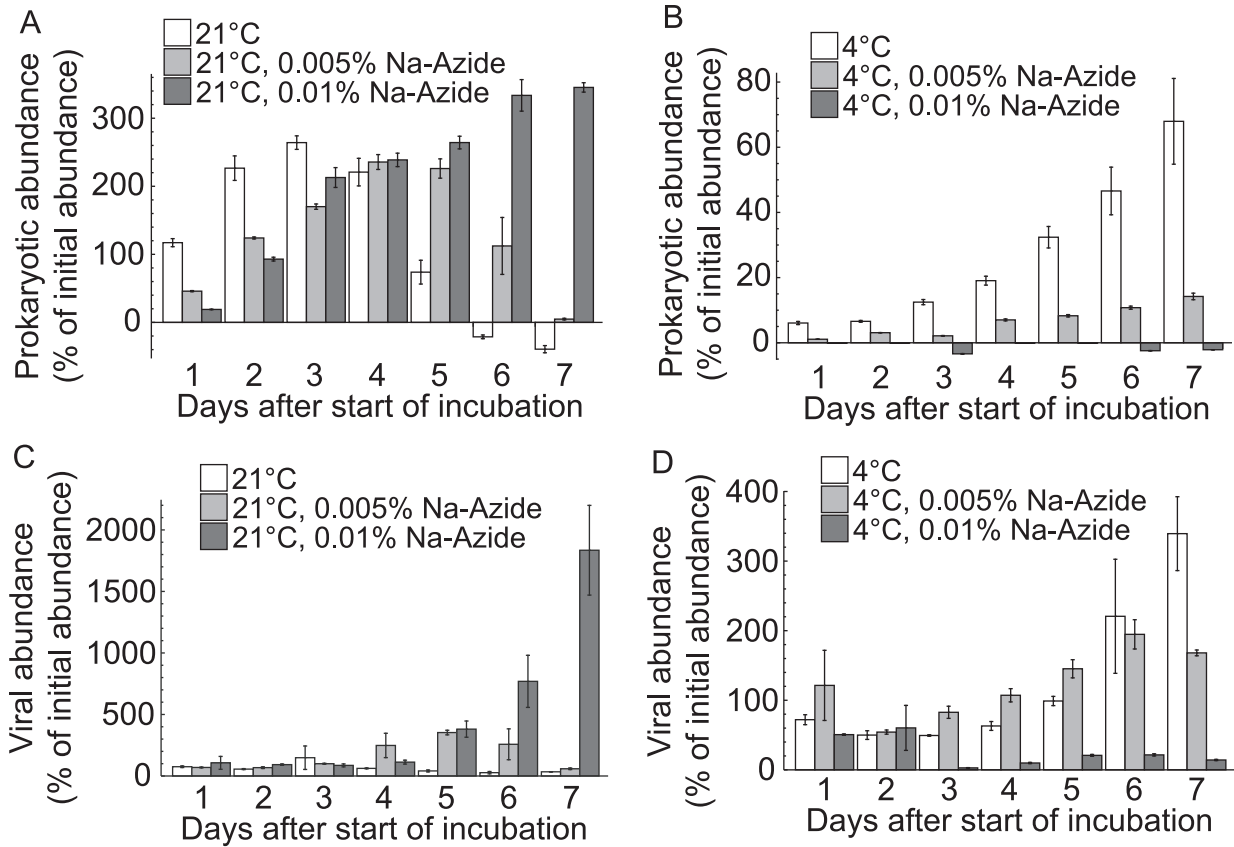 A
21°C
21°C, 0.005% Na-Azide
21°C, 0.01% Na-Azide
Prokaryotic abundance
(% of initial abundance)
300
200
100
0
1 2 3 4 5 6 7
Days after start of incubation
B
4°C
4°C, 0.005% Na-Azide
4°C, 0.01% Na-Azide
Prokaryotic abundance
(% of initial abundance)
80
60
40
20
0
1 2 3 4 5 6 7
Days after start of incubation
C
21°C
21°C, 0.005% Na-Azide
21°C, 0.01% Na-Azide
Viral abundance
(% of initial abundance)
2000
1500
1000
500
0
1 2 3 4 5 6 7
Days after start of incubation
D
4°C
4°C, 0.005% Na-Azide
4°C, 0.01% Na-Azide
Viral abundance
(% of initial abundance)
400
300
200
100
0
1 2 3 4 5 6 7
Days after start of incubation